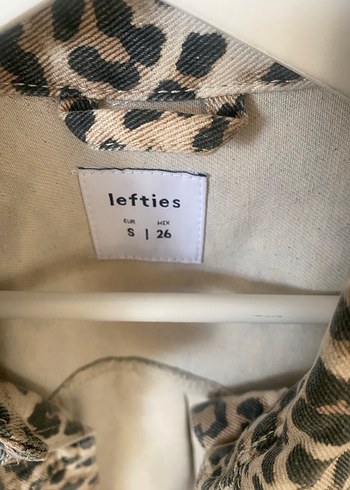 lefties
EUR MEX
S | 26